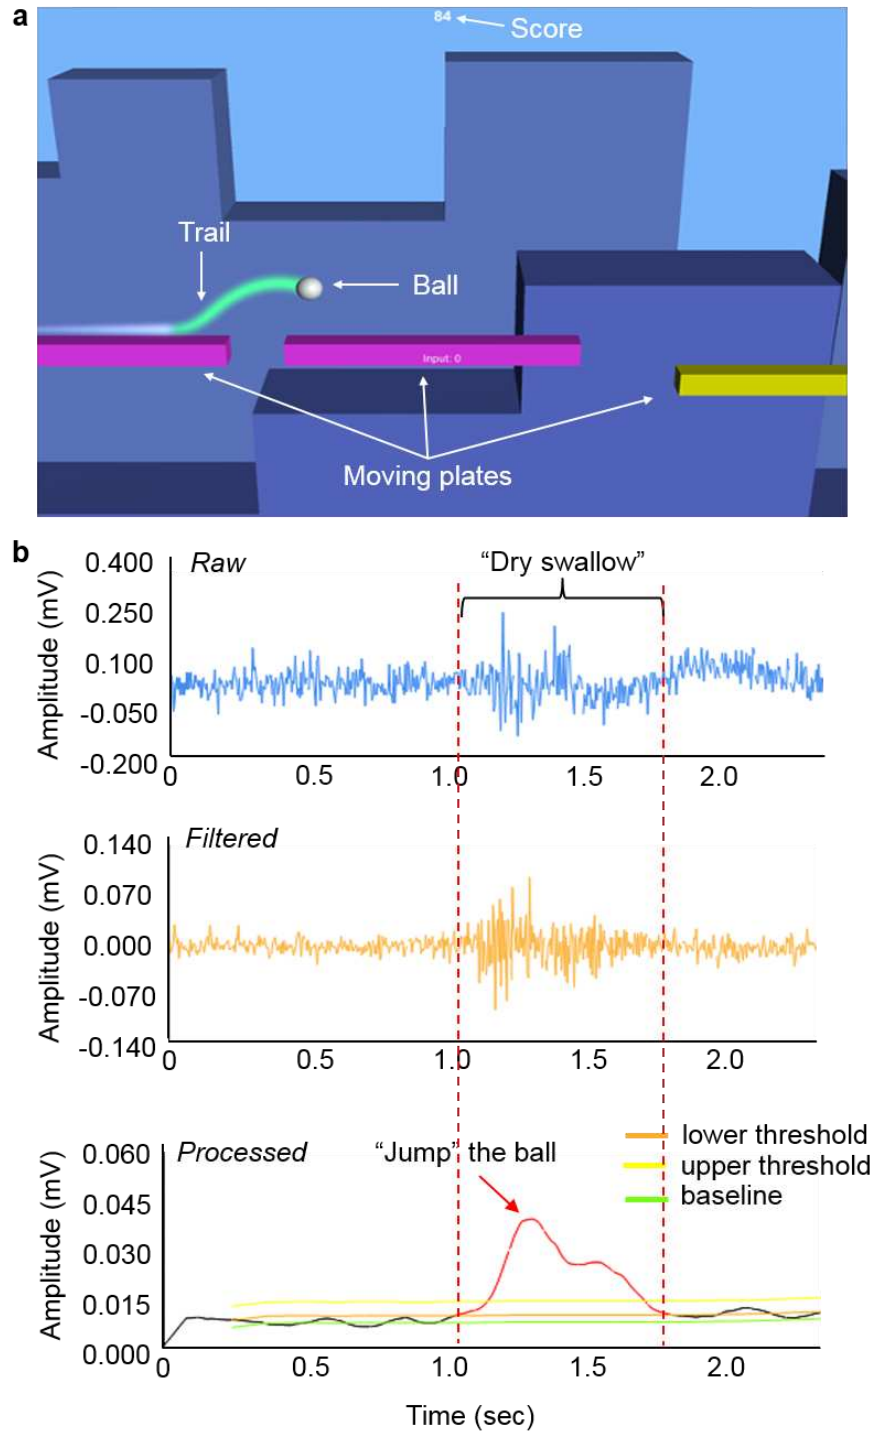 a
84
Score
Trail
Ball
Input: 0
Moving plates
b
Raw
“Dry swallow”
Amplitude (mV)
0.400
0.250
0.100
-0.050
-0.200
0 0.5 1.0 1.5 2.0
Filtered
Amplitude (mV)
0.140
0.070
0.000
-0.070
-0.140
0 0.5 1.0 1.5 2.0
Processed
“Jump” the ball
lower threshold
upper threshold
baseline
Amplitude (mV)
0.060
0.045
0.030
0.015
0.000
0 0.5 1.0 1.5 2.0
Time (sec)